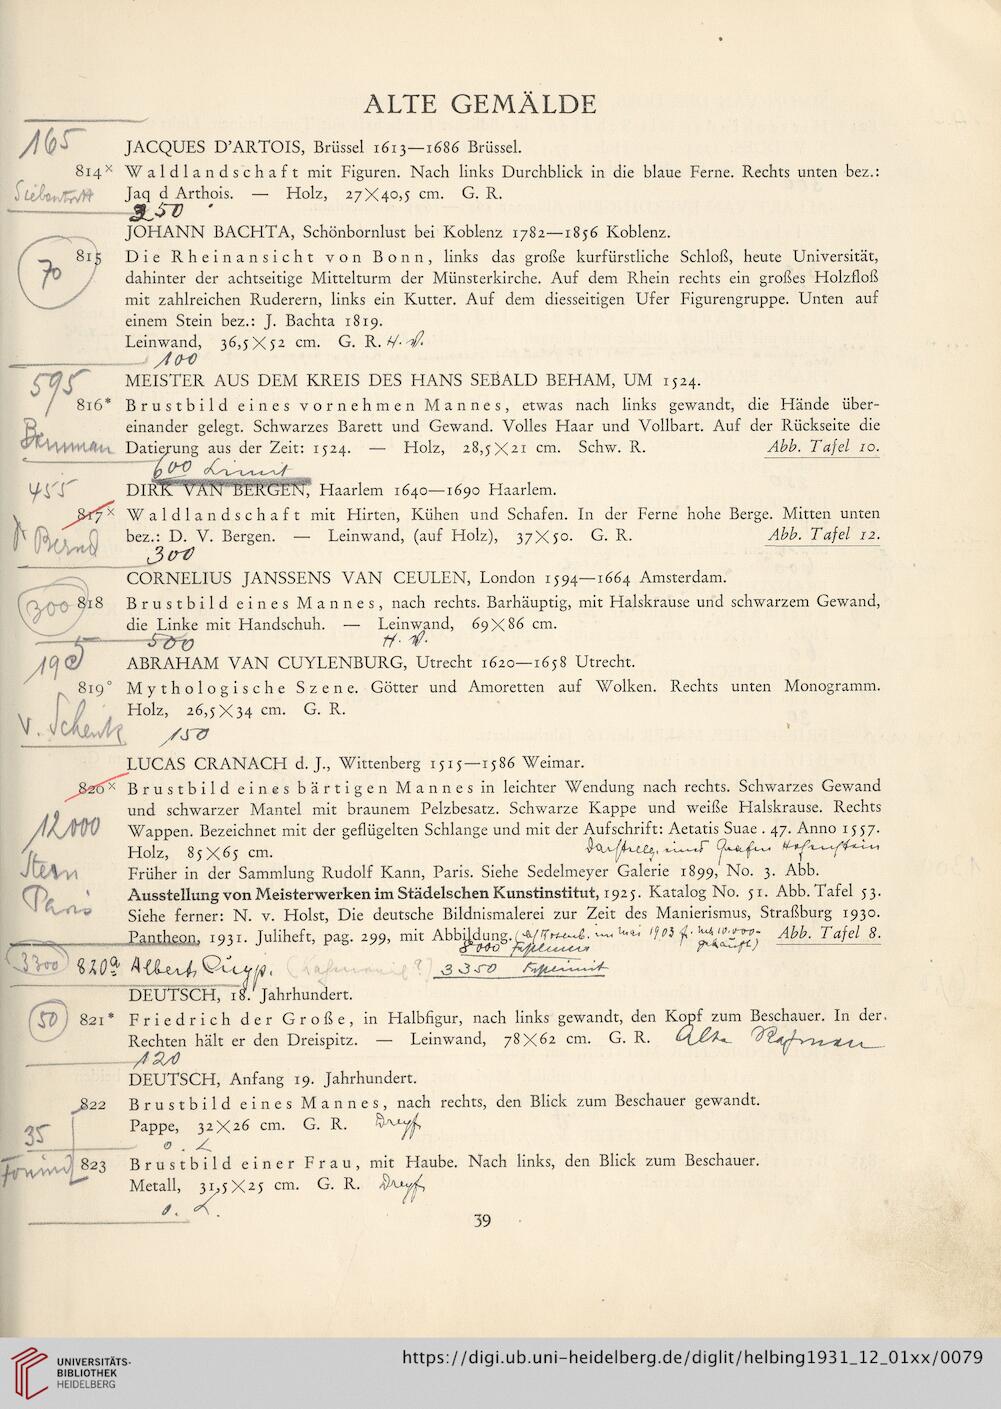 ALTE GEMÄLDE
165
JACQUES D'ARTOIS, Brüssel 1613—1686 Brüssel.
814× Waldlandschaft mit Figuren. Nach links Durchblick in die blaue Ferne. Rechts unten bez.:
Jaq d Arthois. — Holz, 27×40,5 cm. G. R.
250
JOHANN BACHTA, Schönbornlust bei Koblenz 1782—1856 Koblenz.
70
815 Die Rheinansicht von Bonn, links das große kurfürstliche Schloß, heute Universität,
dahinter der achtseitige Mittelturm der Münsterkirche. Auf dem Rhein rechts ein großes Holzfloß
mit zahlreichen Ruderern, links ein Kutter. Auf dem diesseitigen Ufer Figurengruppe. Unten auf
einem Stein bez.: J. Bachta 1819.
Leinwand, 36,5×52 cm. G. R.
100
595
MEISTER AUS DEM KREIS DES HANS SEBALD BEHAM, UM 1524.
816* Brustbild eines vornehmen Mannes, etwas nach links gewandt, die Hände über-
einander gelegt. Schwarzes Barett und Gewand. Volles Haar und Vollbart. Auf der Rückseite die
Datierung aus der Zeit: 1524. — Holz, 28,5×21 cm. Schw. R. Abb. Tafel 10.
600 Limit
455
DIRK VAN BERGEN, Haarlem 1640—1690 Haarlem.
817× Waldlandschaft mit Hirten, Kühen und Schafen. In der Ferne hohe Berge. Mitten unten
bez.: D. V. Bergen. — Leinwand, (auf Holz), 37×50. G. R. Abb. Tafel 12.
300
CORNELIUS JANSSENS VAN CEULEN, London 1594—1664 Amsterdam.
300
818 Brustbild eines Mannes, nach rechts. Barhäuptig, mit Halskrause und schwarzem Gewand,
die Linke mit Handschuh. — Leinwand, 69×86 cm.
500
ABRAHAM VAN CUYLENBURG, Utrecht 1620—1658 Utrecht.
819° Mythologische Szene. Götter und Amoretten auf Wolken. Rechts unten Monogramm.
Holz, 26,5×34 cm. G. R.
v. Schenk
150
LUCAS CRANACH d. J., Wittenberg 1515—1586 Weimar.
820× Brustbild eines bärtigen Mannes in leichter Wendung nach rechts. Schwarzes Gewand
und schwarzer Mantel mit braunem Pelzbesatz. Schwarze Kappe und weiße Halskrause. Rechts
12000
Wappen. Bezeichnet mit der geflügelten Schlange und mit der Aufschrift: Aetatis Suae . 47. Anno 1557.
Holz, 85×65 cm.
Stern
Früher in der Sammlung Rudolf Kann, Paris. Siehe Sedelmeyer Galerie 1899, No. 3. Abb.
Paris
Ausstellung von Meisterwerken im Städelschen Kunstinstitut, 1925. Katalog No. 51. Abb. Tafel 53.
Siehe ferner: N. v. Holst, Die deutsche Bildnismalerei zur Zeit des Manierismus, Straßburg 1930.
Pantheon, 1931. Juliheft, pag. 299, mit Abbildung. Abb. Tafel 8.
8000
3300
820a Albert Cuyp. 3350
DEUTSCH, 18. Jahrhundert.
50
821* Friedrich der Große, in Halbfigur, nach links gewandt, den Kopf zum Beschauer. In der
Rechten hält er den Dreispitz. — Leinwand, 78×62 cm. G. R.
120
DEUTSCH, Anfang 19. Jahrhundert.
822 Brustbild eines Mannes, nach rechts, den Blick zum Beschauer gewandt.
Pappe, 32×26 cm. G. R. Dreyf
35
o. L.
823 Brustbild einer Frau, mit Haube. Nach links, den Blick zum Beschauer.
Metall, 31,5×25 cm. G. R. Dreyf
o. L.
39
UNIVERSITÄTS-
BIBLIOTHEK
HEIDELBERG
https://digi.ub.uni-heidelberg.de/diglit/helbing1931_12_01xx/0079